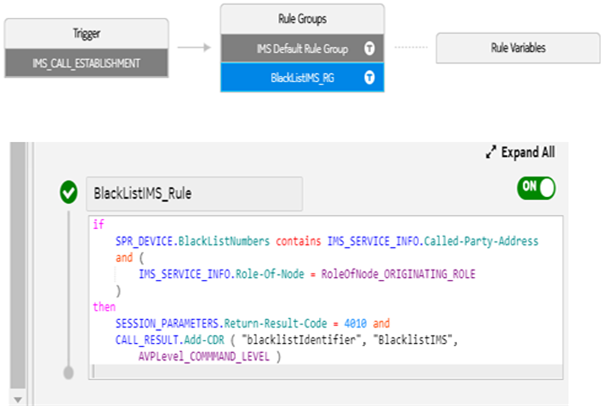 Trigger
IMS_CALL_ESTABLISHMENT
Rule Groups
IMS Default Rule Group T
BlackListIMS_RG T
Rule Variables
Expand All
BlackListIMS_Rule
ON
if
SPR_DEVICE.BlackListNumbers contains IMS_SERVICE_INFO.Called-Party-Address
and (
IMS_SERVICE_INFO.Role-Of-Node = RoleOfNode_ORIGINATING_ROLE
)
then
SESSION_PARAMETERS.Return-Result-Code = 4010 and
CALL_RESULT.Add-CDR ( "blacklistIdentifier", "BlacklistIMS",
AVPLevel_COMMMAND_LEVEL )